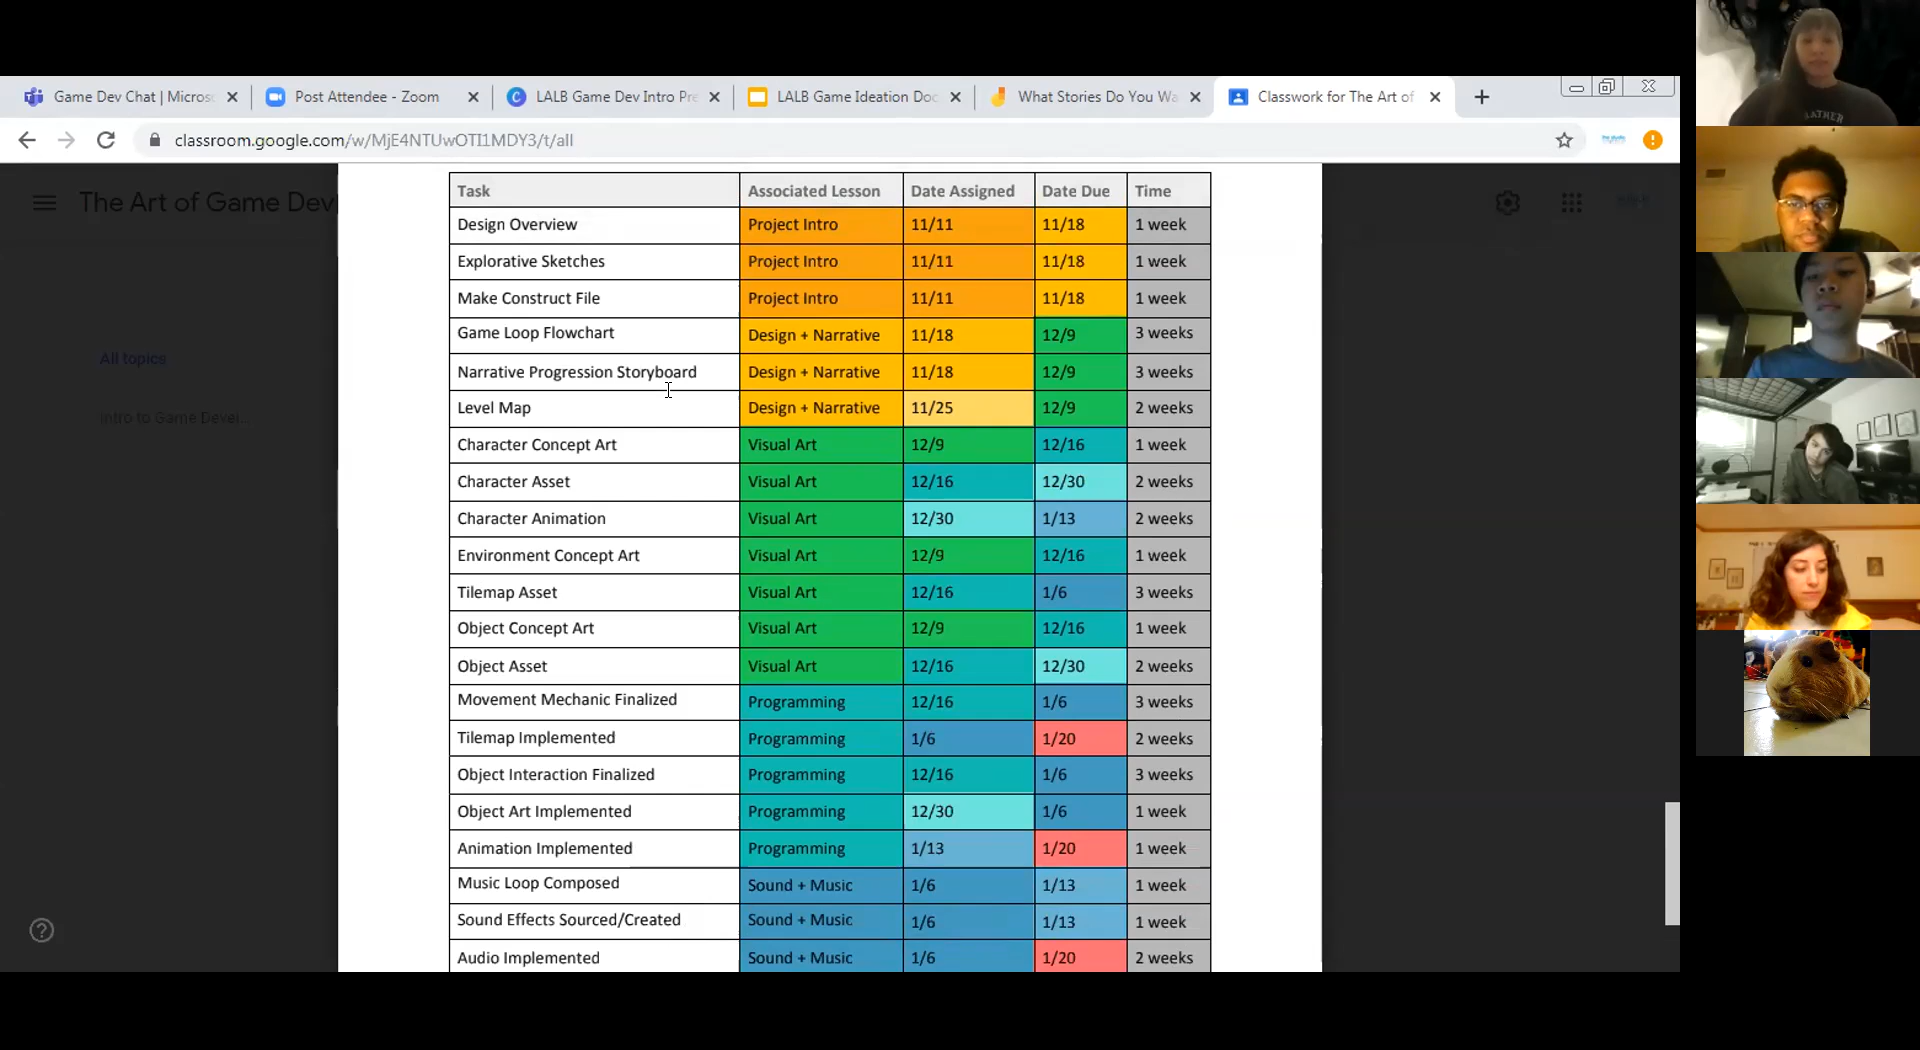 Game Dev Chat | Micros
Post Attendee - Zoom
LALB Game Dev Intro Pre
LALB Game Ideation Doc
What Stories Do You Wa
Classwork for The Art of
classroom.google.com/w/MjE4NTUwOTI1MDY3/t/all
The Art of Game Dev
All topics
Intro to Game Devel...
Task Associated Lesson Date Assigned Date Due Time
Design Overview Project Intro 11/11 11/18 1 week
Explorative Sketches Project Intro 11/11 11/18 1 week
Make Construct File Project Intro 11/11 11/18 1 week
Game Loop Flowchart Design + Narrative 11/18 12/9 3 weeks
Narrative Progression Storyboard Design + Narrative 11/18 12/9 3 weeks
Level Map Design + Narrative 11/25 12/9 2 weeks
Character Concept Art Visual Art 12/9 12/16 1 week
Character Asset Visual Art 12/16 12/30 2 weeks
Character Animation Visual Art 12/30 1/13 2 weeks
Environment Concept Art Visual Art 12/9 12/16 1 week
Tilemap Asset Visual Art 12/16 1/6 3 weeks
Object Concept Art Visual Art 12/9 12/16 1 week
Object Asset Visual Art 12/16 12/30 2 weeks
Movement Mechanic Finalized Programming 12/16 1/6 3 weeks
Tilemap Implemented Programming 1/6 1/20 2 weeks
Object Interaction Finalized Programming 12/16 1/6 3 weeks
Object Art Implemented Programming 12/30 1/6 1 week
Animation Implemented Programming 1/13 1/20 1 week
Music Loop Composed Sound + Music 1/6 1/13 1 week
Sound Effects Sourced/Created Sound + Music 1/6 1/13 1 week
Audio Implemented Sound + Music 1/6 1/20 2 weeks